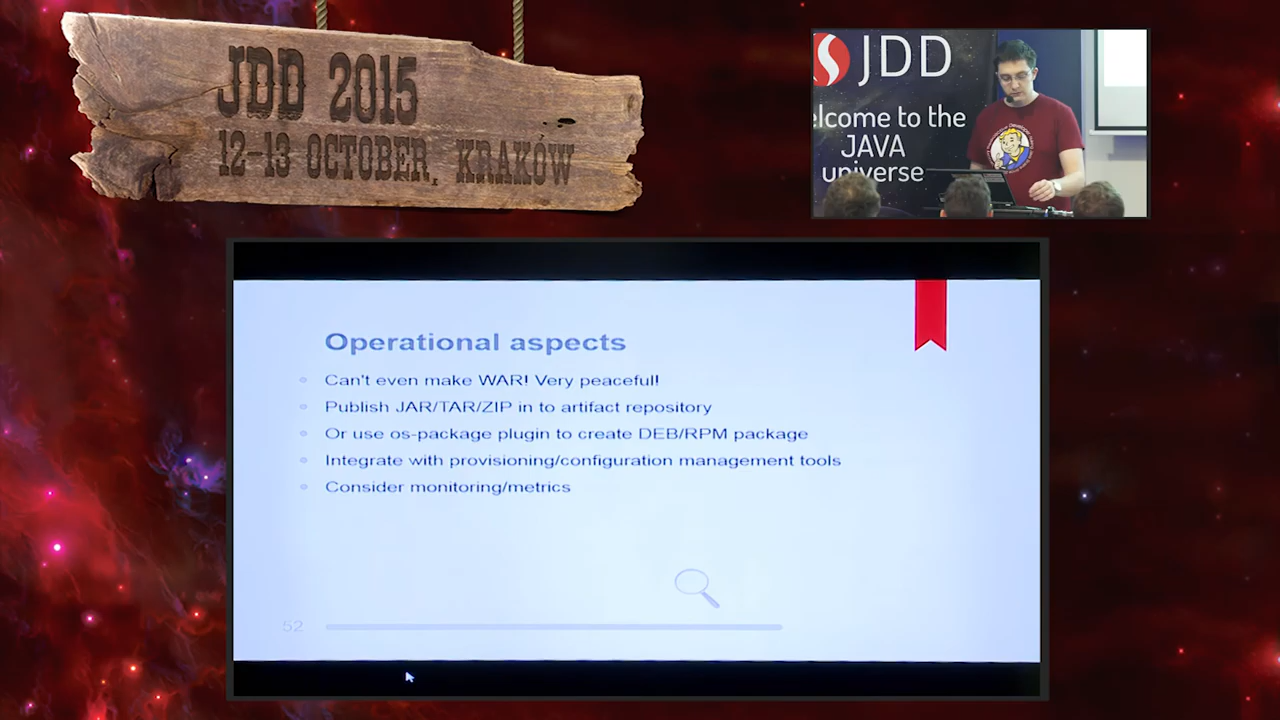 JDD 2015
12-13 OCTOBER, KRAKÓW
JDD
elcome to the
JAVA
universe
Operational aspects
Can't even make WAR! Very peaceful!
Publish JAR/TAR/ZIP in to artifact repository
Or use os-package plugin to create DEB/RPM package
Integrate with provisioning/configuration management tools
Consider monitoring/metrics
52